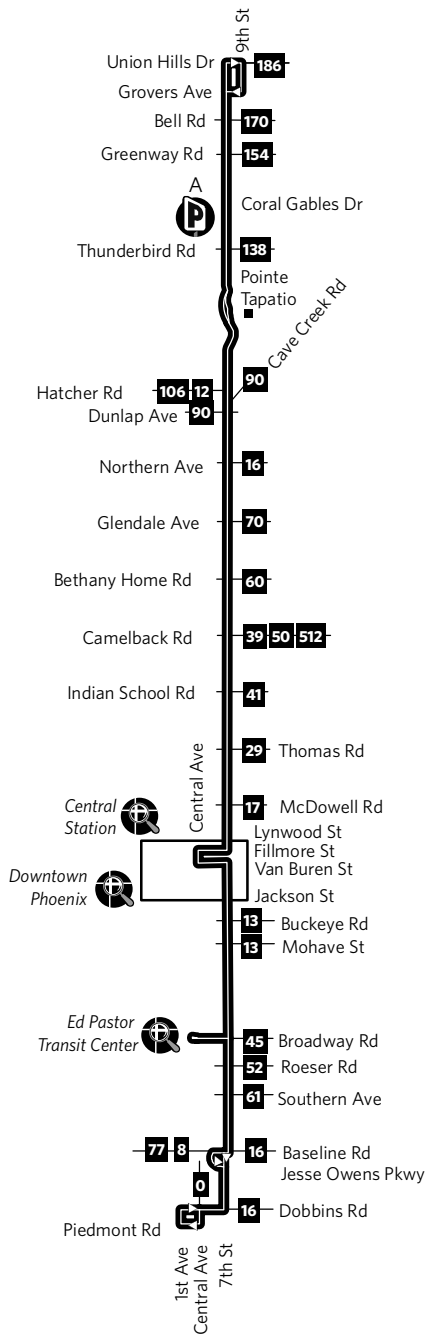 9th St
Union Hills Dr
186
Grovers Ave
Bell Rd
170
Greenway Rd
154
A
P
Coral Gables Dr
Thunderbird Rd
138
Pointe
Tapatio
Cave Creek Rd
90
Hatcher Rd
106 12
Dunlap Ave
90
Northern Ave
16
Glendale Ave
70
Bethany Home Rd
60
Camelback Rd
39 50 512
Indian School Rd
41
Central Ave
29
Thomas Rd
Central
Station
17
McDowell Rd
Lynwood St
Fillmore St
Van Buren St
Downtown
Phoenix
Jackson St
13
Buckeye Rd
13
Mohave St
Ed Pastor
Transit Center
45
Broadway Rd
52
Roeser Rd
61
Southern Ave
77 8
16
Baseline Rd
Jesse Owens Pkwy
0
16
Dobbins Rd
Piedmont Rd
1st Ave
Central Ave
7th St